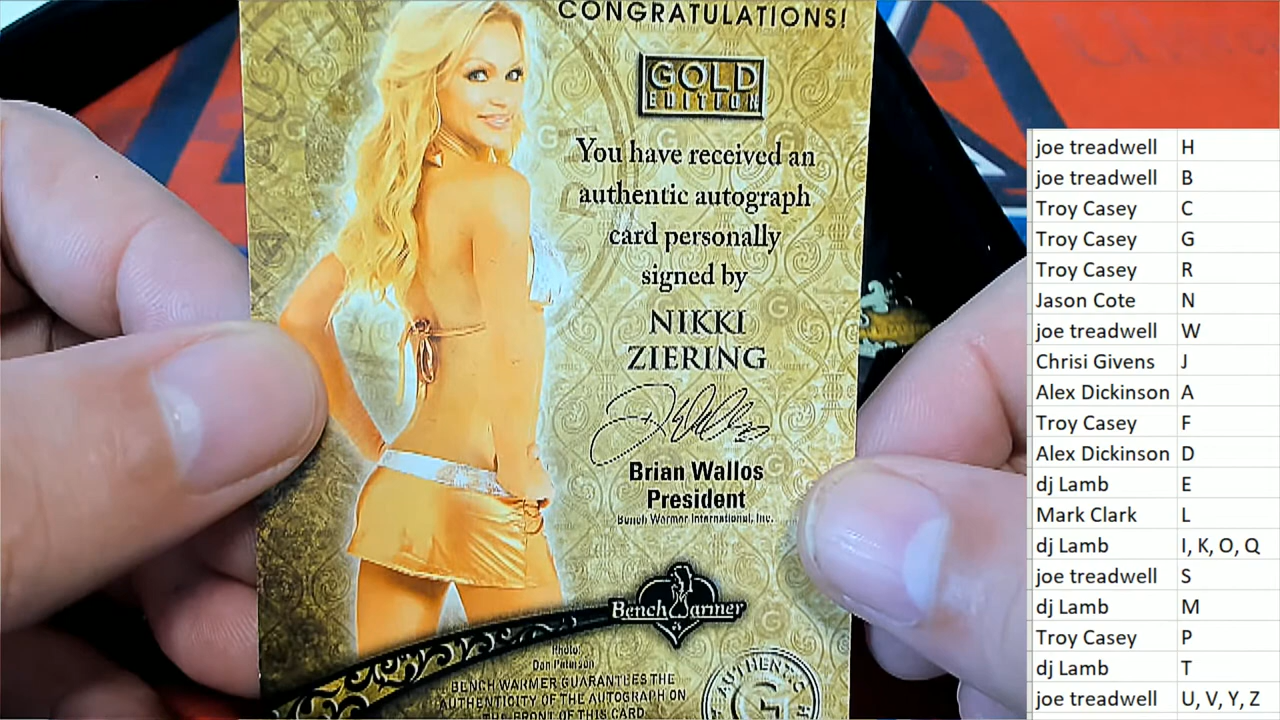 CONGRATULATIONS!
GOLD
EDITION
You have received an
authentic autograph
card personally
signed by
NIKKI
ZIERING
Brian Wallos
President
Bench Warmer International, Inc.
Bench Warmer
Photo:
Don Paterson
BENCH WARMER GUARANTEES THE
AUTHENTICITY OF THE AUTOGRAPH ON
THE FRONT OF THIS CARD
AUTHENTIC
G
joe treadwell H
joe treadwell B
Troy Casey C
Troy Casey G
Troy Casey R
Jason Cote N
joe treadwell W
Chrisi Givens J
Alex Dickinson A
Troy Casey F
Alex Dickinson D
dj Lamb E
Mark Clark L
dj Lamb I, K, O, Q
joe treadwell S
dj Lamb M
Troy Casey P
dj Lamb T
joe treadwell U, V, Y, Z